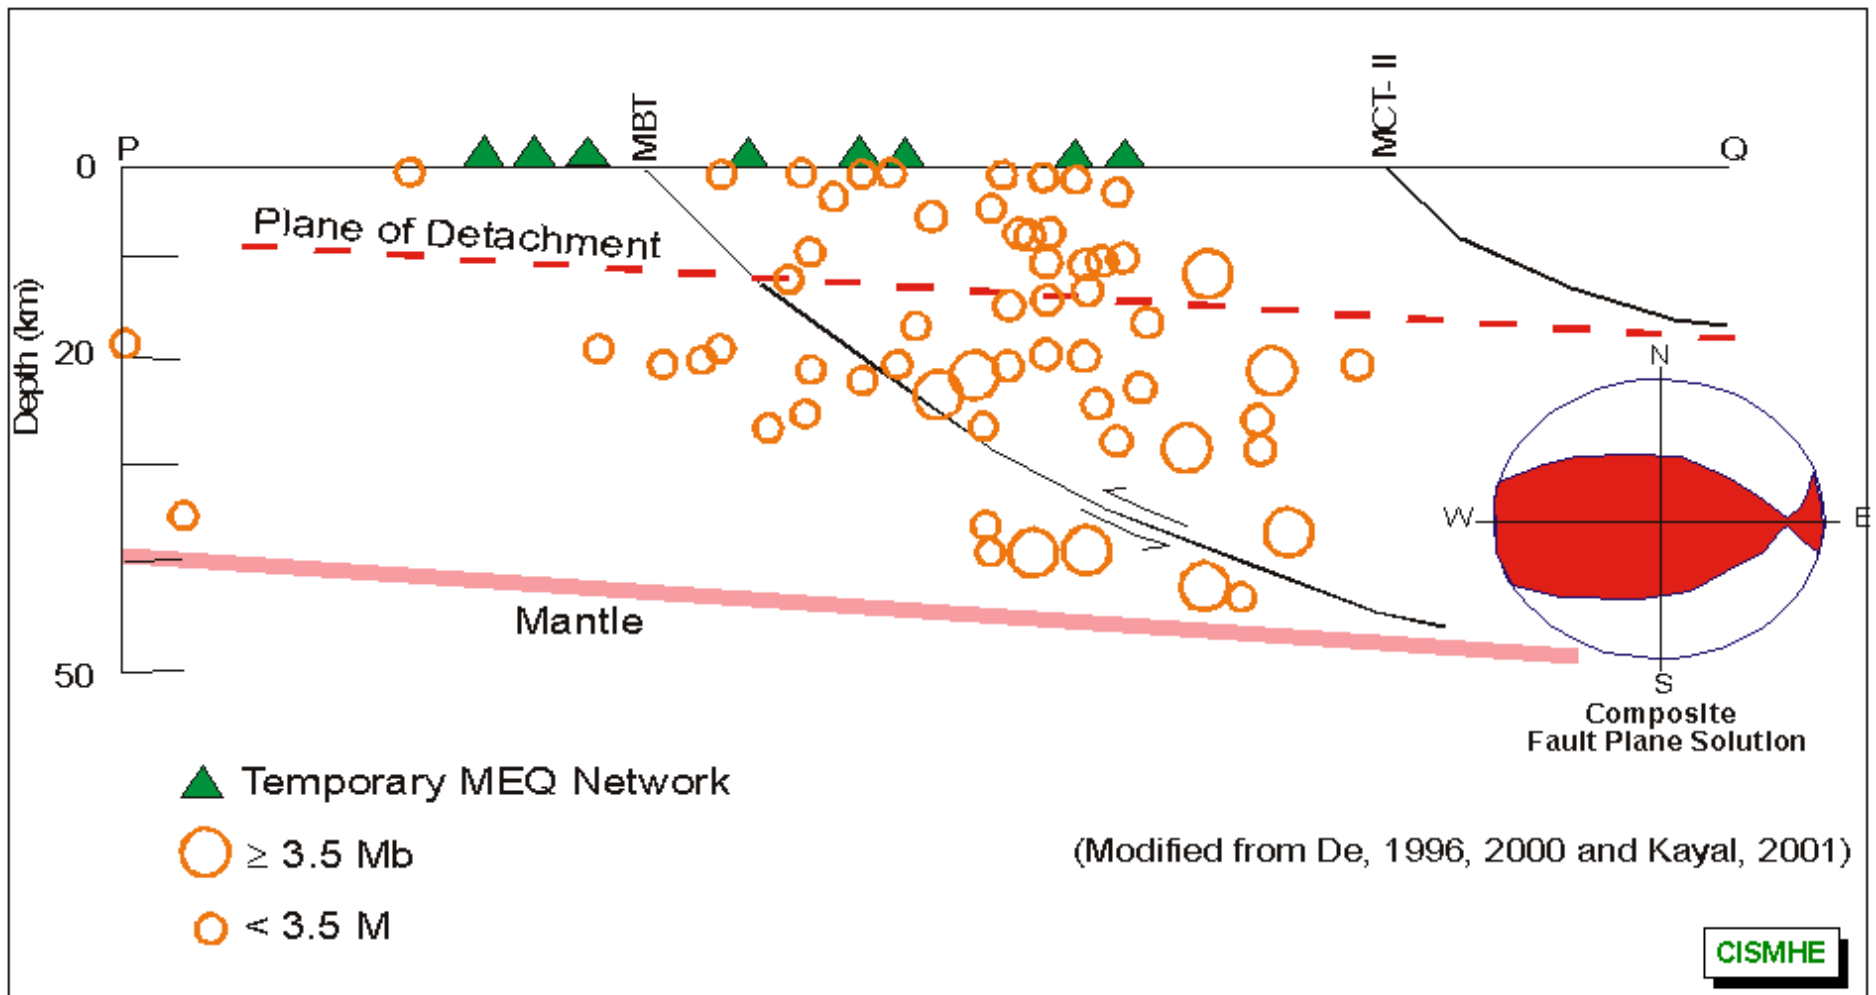 MBT
MCT- II
P
Q
0
Plane of Detachment
Depth (km)
20
N
W
E
Mantle
50
S
Composite
Fault Plane Solution
Temporary MEQ Network
≥ 3.5 Mb
(Modified from De, 1996, 2000 and Kayal, 2001)
< 3.5 M
CISMHE